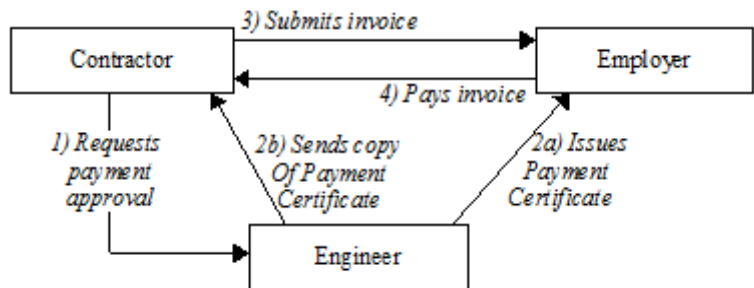 3) Submits invoice
Contractor
Employer
4) Pays invoice
1) Requests
payment
approval
2b) Sends copy
Of Payment
Certificate
2a) Issues
Payment
Certificate
Engineer